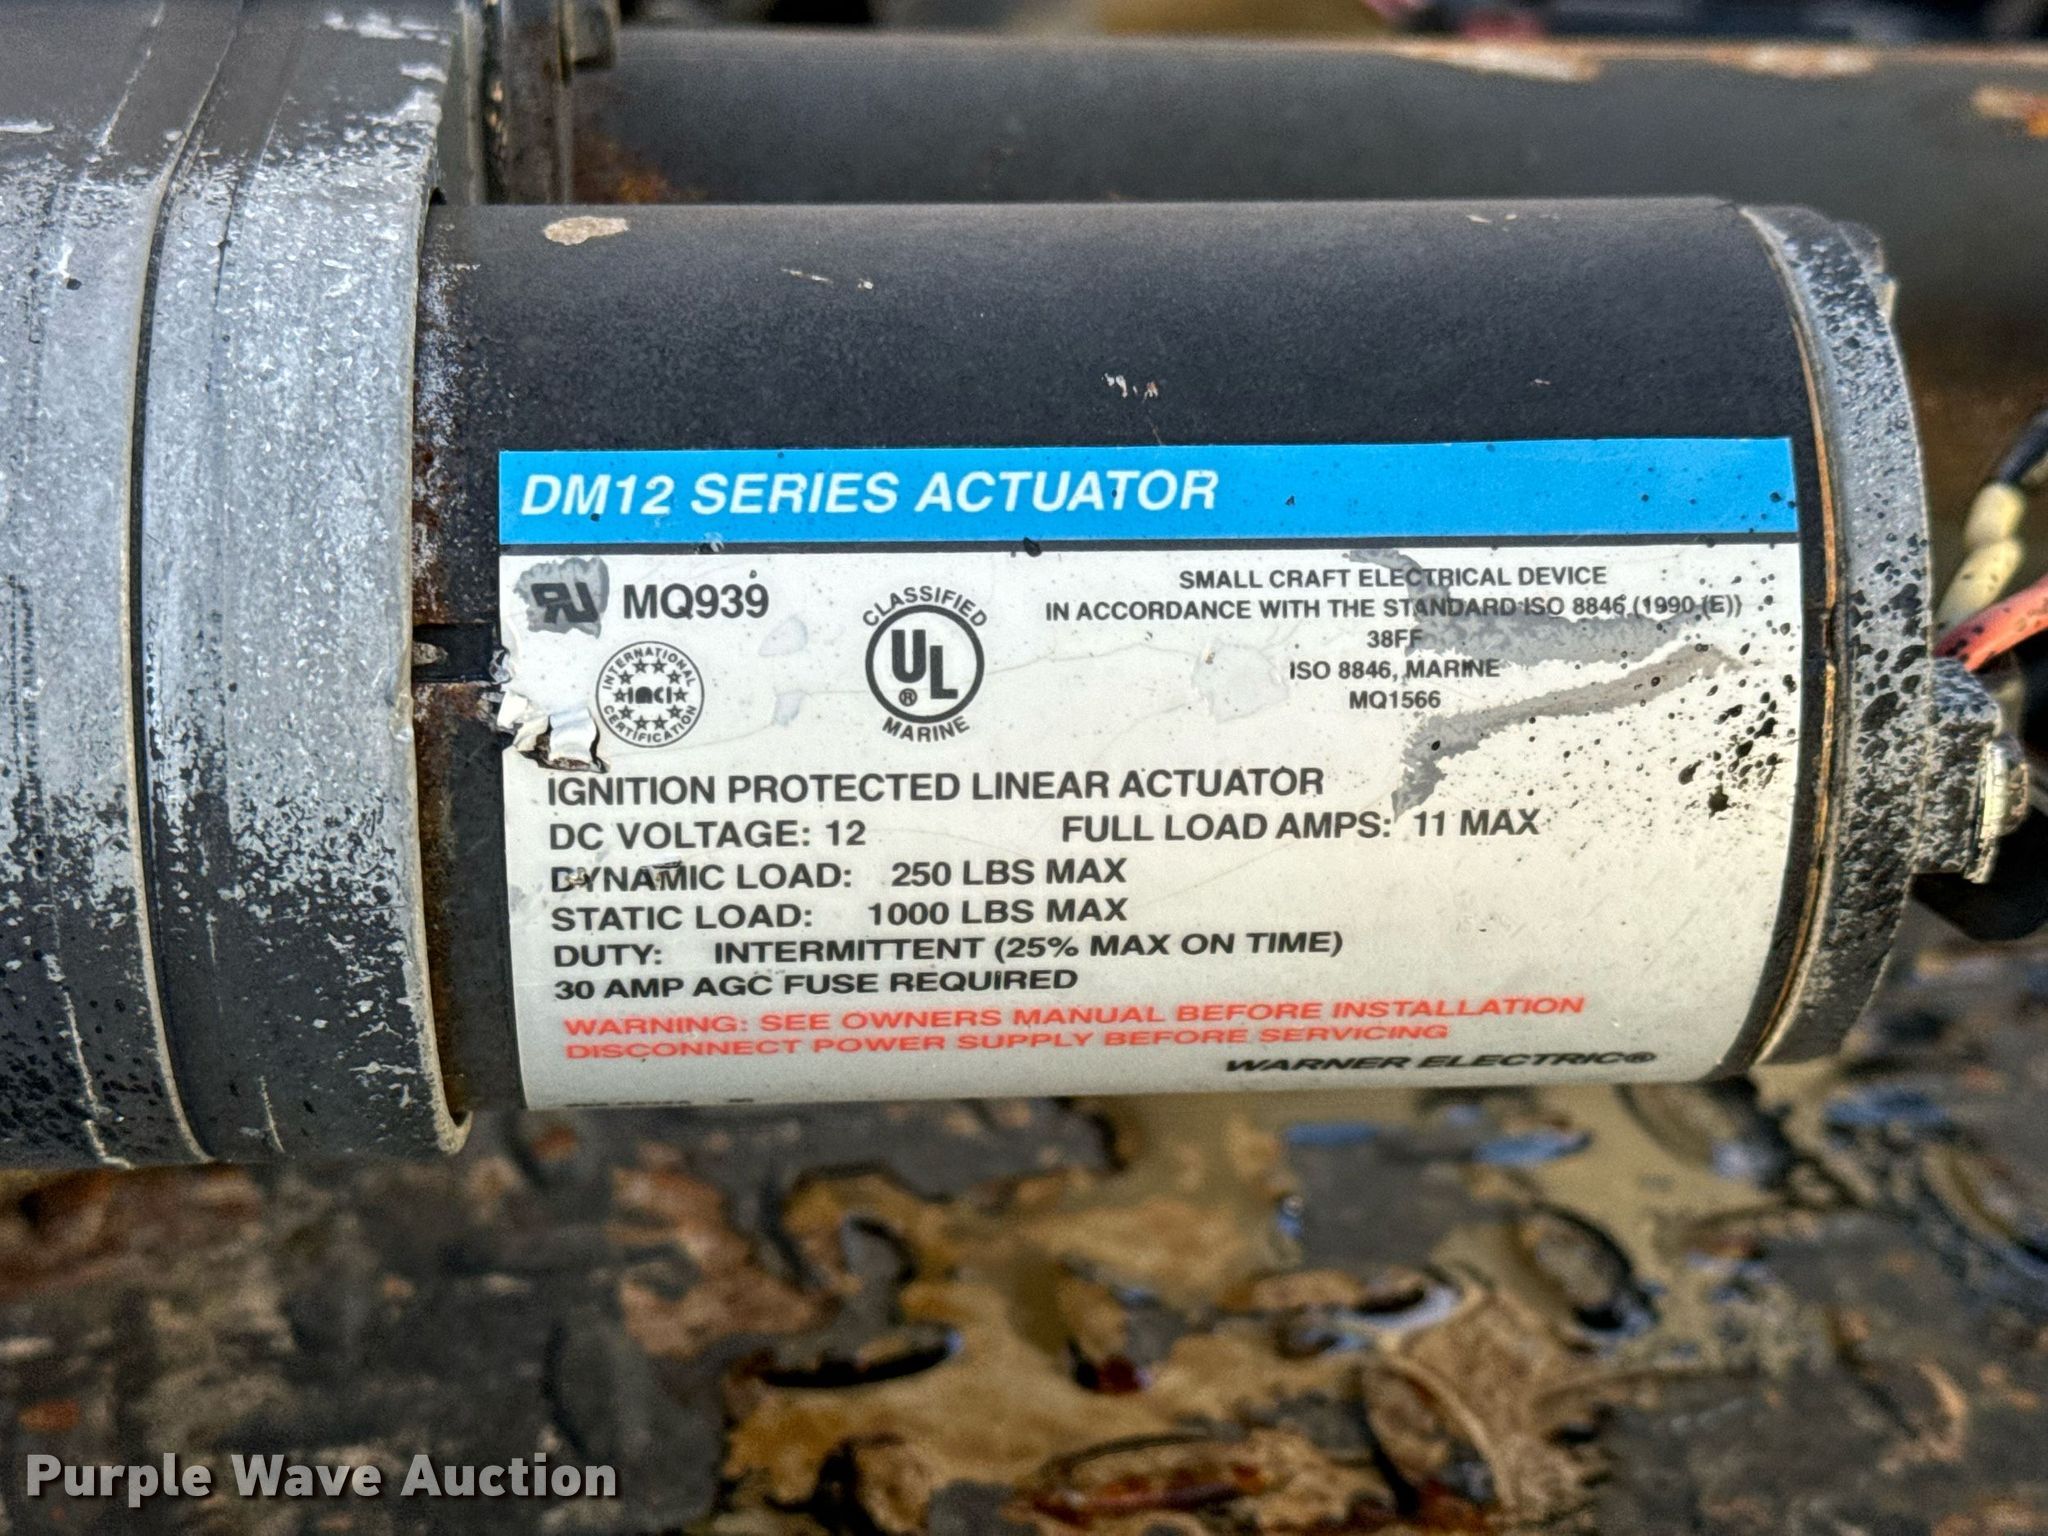 DM12 SERIES ACTUATOR
RU MQ939
CLASSIFIED
UL
®
MARINE
INTERNATIONAL
IMCI
CERTIFICATION
SMALL CRAFT ELECTRICAL DEVICE
IN ACCORDANCE WITH THE STANDARD ISO 8846 (1990 (E))
38FF
ISO 8846, MARINE
MQ1566
IGNITION PROTECTED LINEAR ACTUATOR
DC VOLTAGE: 12 FULL LOAD AMPS: 11 MAX
DYNAMIC LOAD: 250 LBS MAX
STATIC LOAD: 1000 LBS MAX
DUTY: INTERMITTENT (25% MAX ON TIME)
30 AMP AGC FUSE REQUIRED
WARNING: SEE OWNERS MANUAL BEFORE INSTALLATION
DISCONNECT POWER SUPPLY BEFORE SERVICING
WARNER ELECTRIC®
Purple Wave Auction